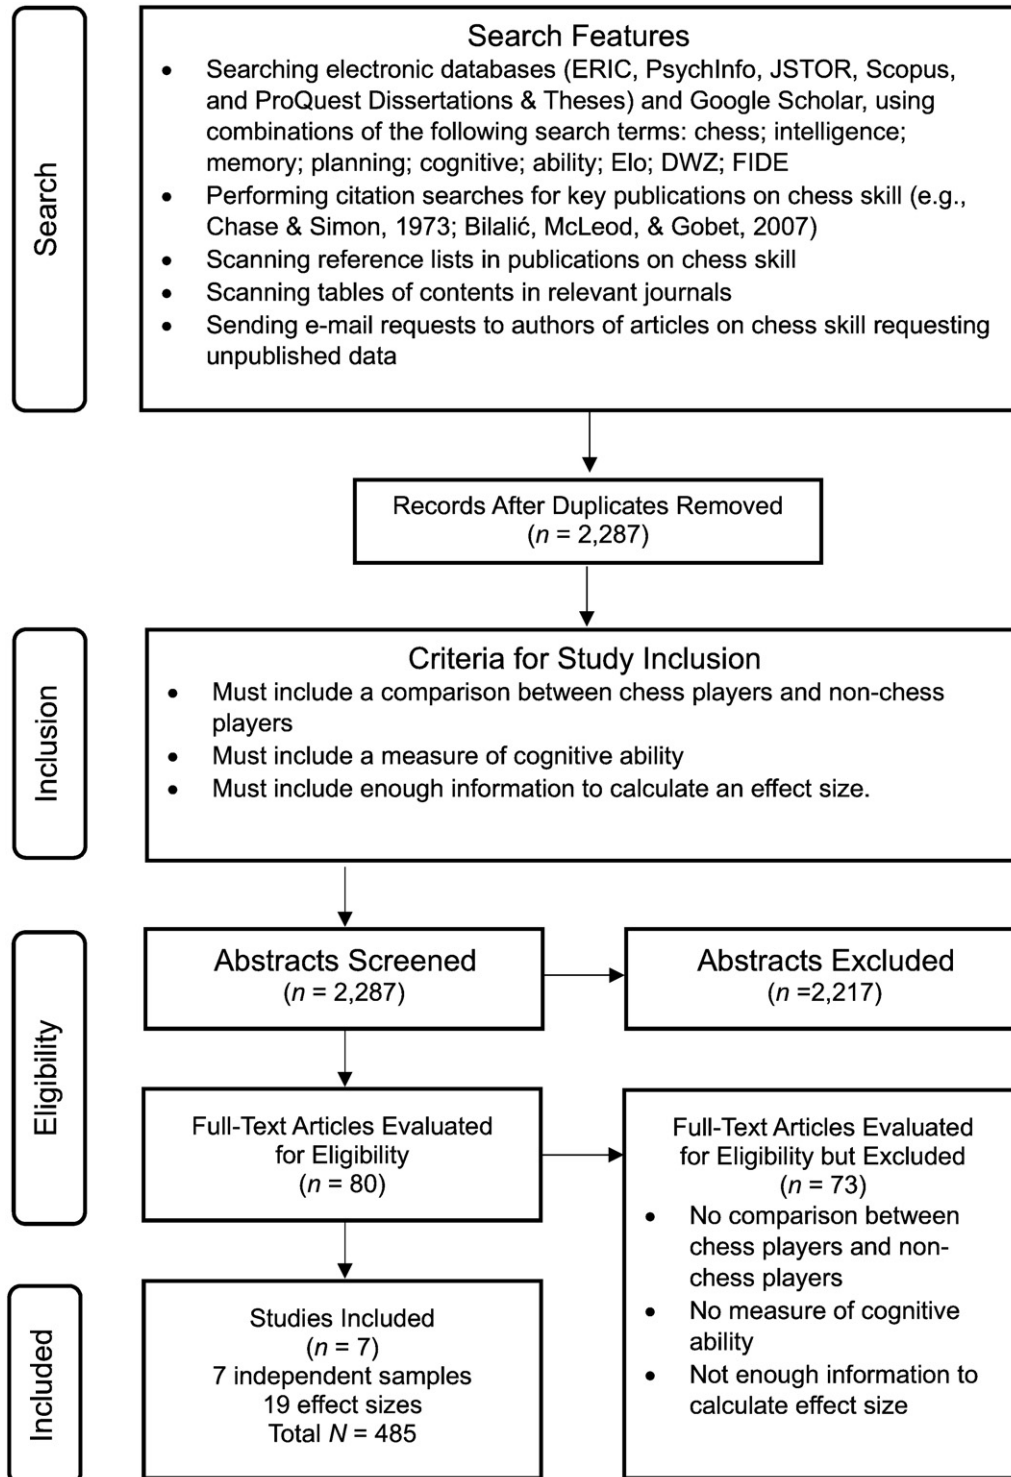 Search
Search Features
• Searching electronic databases (ERIC, PsychInfo, JSTOR, Scopus,
and ProQuest Dissertations & Theses) and Google Scholar, using
combinations of the following search terms: chess; intelligence;
memory; planning; cognitive; ability; Elo; DWZ; FIDE
• Performing citation searches for key publications on chess skill (e.g.,
Chase & Simon, 1973; Bilalić, McLeod, & Gobet, 2007)
• Scanning reference lists in publications on chess skill
• Scanning tables of contents in relevant journals
• Sending e-mail requests to authors of articles on chess skill requesting
unpublished data
Records After Duplicates Removed
(n = 2,287)
Inclusion
Criteria for Study Inclusion
• Must include a comparison between chess players and non-chess
players
• Must include a measure of cognitive ability
• Must include enough information to calculate an effect size.
Eligibility
Abstracts Screened
(n = 2,287)
Abstracts Excluded
(n =2,217)
Full-Text Articles Evaluated
for Eligibility
(n = 80)
Full-Text Articles Evaluated
for Eligibility but Excluded
(n = 73)
• No comparison between
chess players and non-
chess players
• No measure of cognitive
ability
• Not enough information to
calculate effect size
Included
Studies Included
(n = 7)
7 independent samples
19 effect sizes
Total N = 485